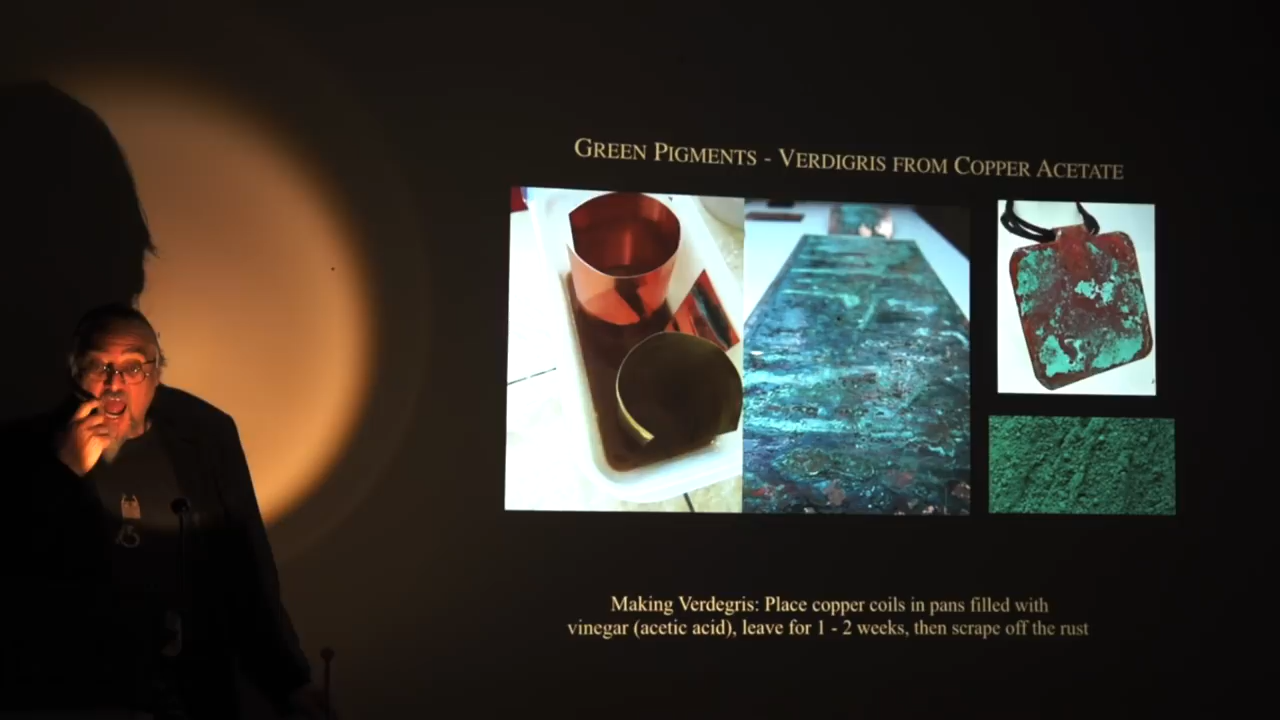 GREEN PIGMENTS - VERDIGRIS FROM COPPER ACETATE
Making Verdegris: Place copper coils in pans filled with
vinegar (acetic acid), leave for 1 - 2 weeks, then scrape off the rust